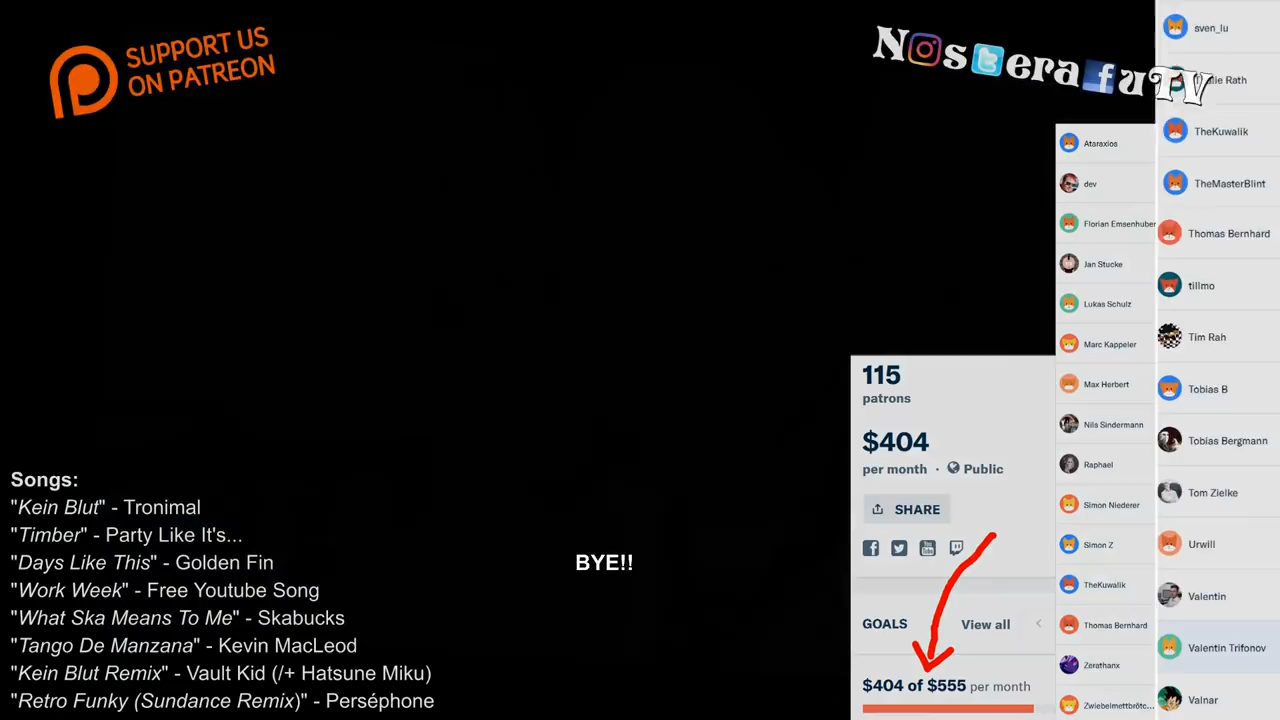 SUPPORT US
ON PATREON
NosferafuTV
Songs:
"Kein Blut" - Tronimal
"Timber" - Party Like It's...
"Days Like This" - Golden Fin
"Work Week" - Free Youtube Song
"What Ska Means To Me" - Skabucks
"Tango De Manzana" - Kevin MacLeod
"Kein Blut Remix" - Vault Kid (/+ Hatsune Miku)
"Retro Funky (Sundance Remix)" - Perséphone
BYE!!
115
patrons
$404
per month · Public
SHARE
GOALS
View all
$404 of $555 per month
Ataraxios
dev
Florian Emsenhuber
Jan Stucke
Lukas Schulz
Marc Kappeler
Max Herbert
Nils Sindermann
Raphael
Simon Niederer
Simon Z
TheKuwalik
Thomas Bernhard
Zerathanx
Zwiebelmettbrötc...
sven_lu
Rath
TheKuwalik
TheMasterBlint
Thomas Bernhard
tillmo
Tim Rah
Tobias B
Tobias Bergmann
Tom Zielke
Urwill
Valentin
Valentin Trifonov
Valnar